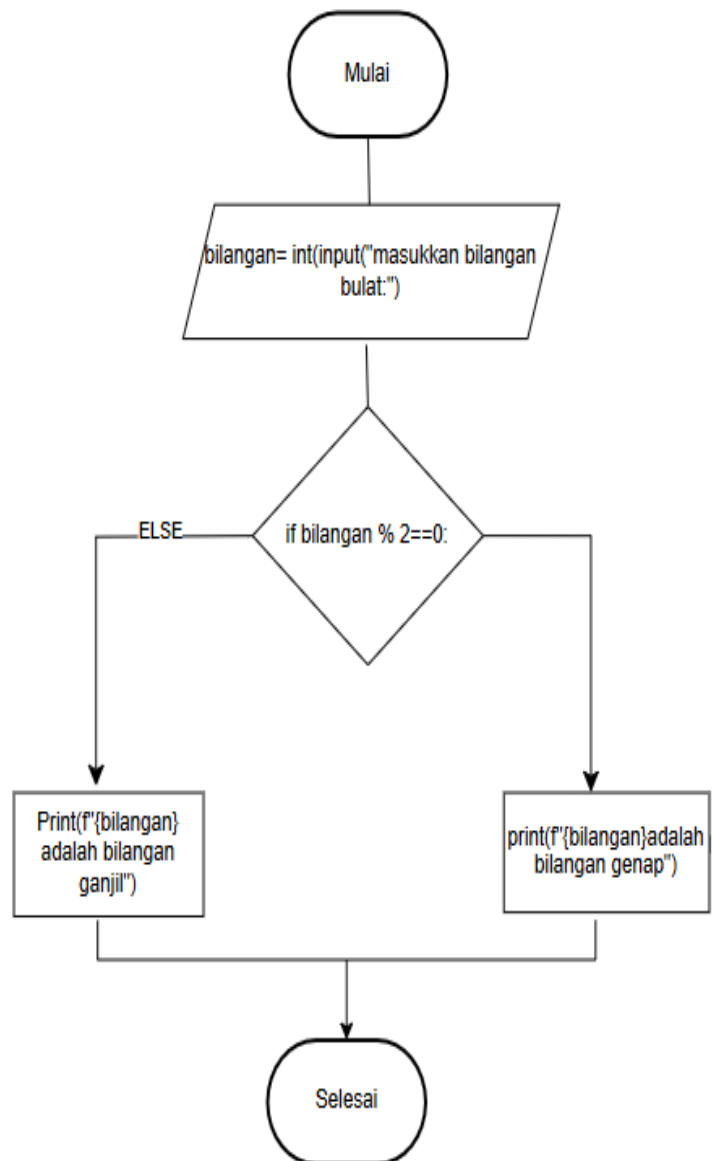 Mulai
bilangan= int(input("masukkan bilangan
bulat:")
if bilangan % 2==0:
ELSE
Print(f"{bilangan}
adalah bilangan
ganjil")
print(f"{bilangan}adalah
bilangan genap")
Selesai